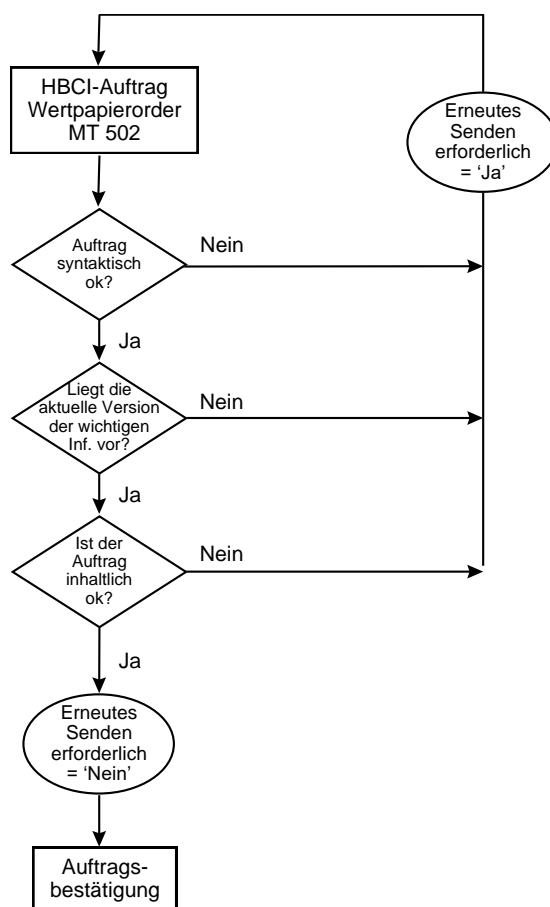 HBCI-Auftrag
Wertpapierorder
MT 502
Erneutes
Senden
erforderlich
= ‘Ja’
Auftrag
syntaktisch
ok?
Nein
Ja
Liegt die
aktuelle Version
der wichtigen
Inf. vor?
Nein
Ja
Ist der
Auftrag
inhaltlich
ok?
Nein
Ja
Erneutes
Senden
erforderlich
= ‘Nein’
Auftrags-
bestätigung